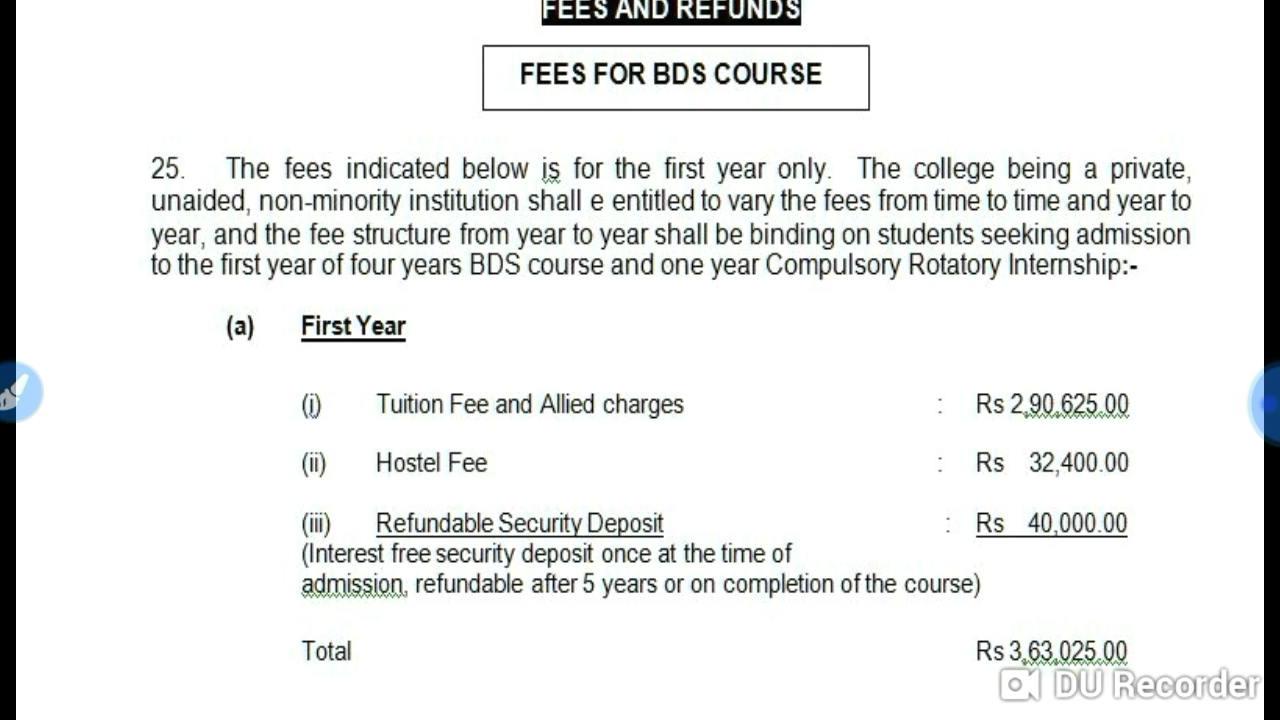 FEES AND REFUNDS
FEES FOR BDS COURSE
25. The fees indicated below is for the first year only. The college being a private,
unaided, non-minority institution shall e entitled to vary the fees from time to time and year to
year, and the fee structure from year to year shall be binding on students seeking admission
to the first year of four years BDS course and one year Compulsory Rotatory Internship:-
(a) First Year
(i) Tuition Fee and Allied charges : Rs 2,90,625.00
(ii) Hostel Fee : Rs 32,400.00
(iii) Refundable Security Deposit : Rs 40,000.00
(Interest free security deposit once at the time of
admission, refundable after 5 years or on completion of the course)
Total Rs 3,63,025.00
DU Recorder